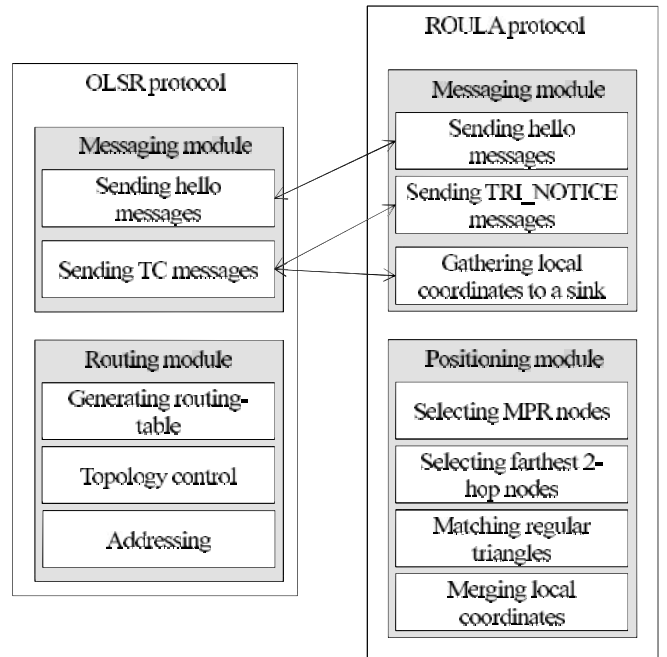 OLSR protocol
Messaging module
Sending hello
messages
Sending TC messages
Routing module
Generating routing-
table
Topology control
Addressing
ROULA protocol
Messaging module
Sending hello
messages
Sending TRI_NOTICE
messages
Gathering local
coordinates to a sink
Positioning module
Selecting MPR nodes
Selecting farthest 2-
hop nodes
Matching regular
triangles
Merging local
coordinates